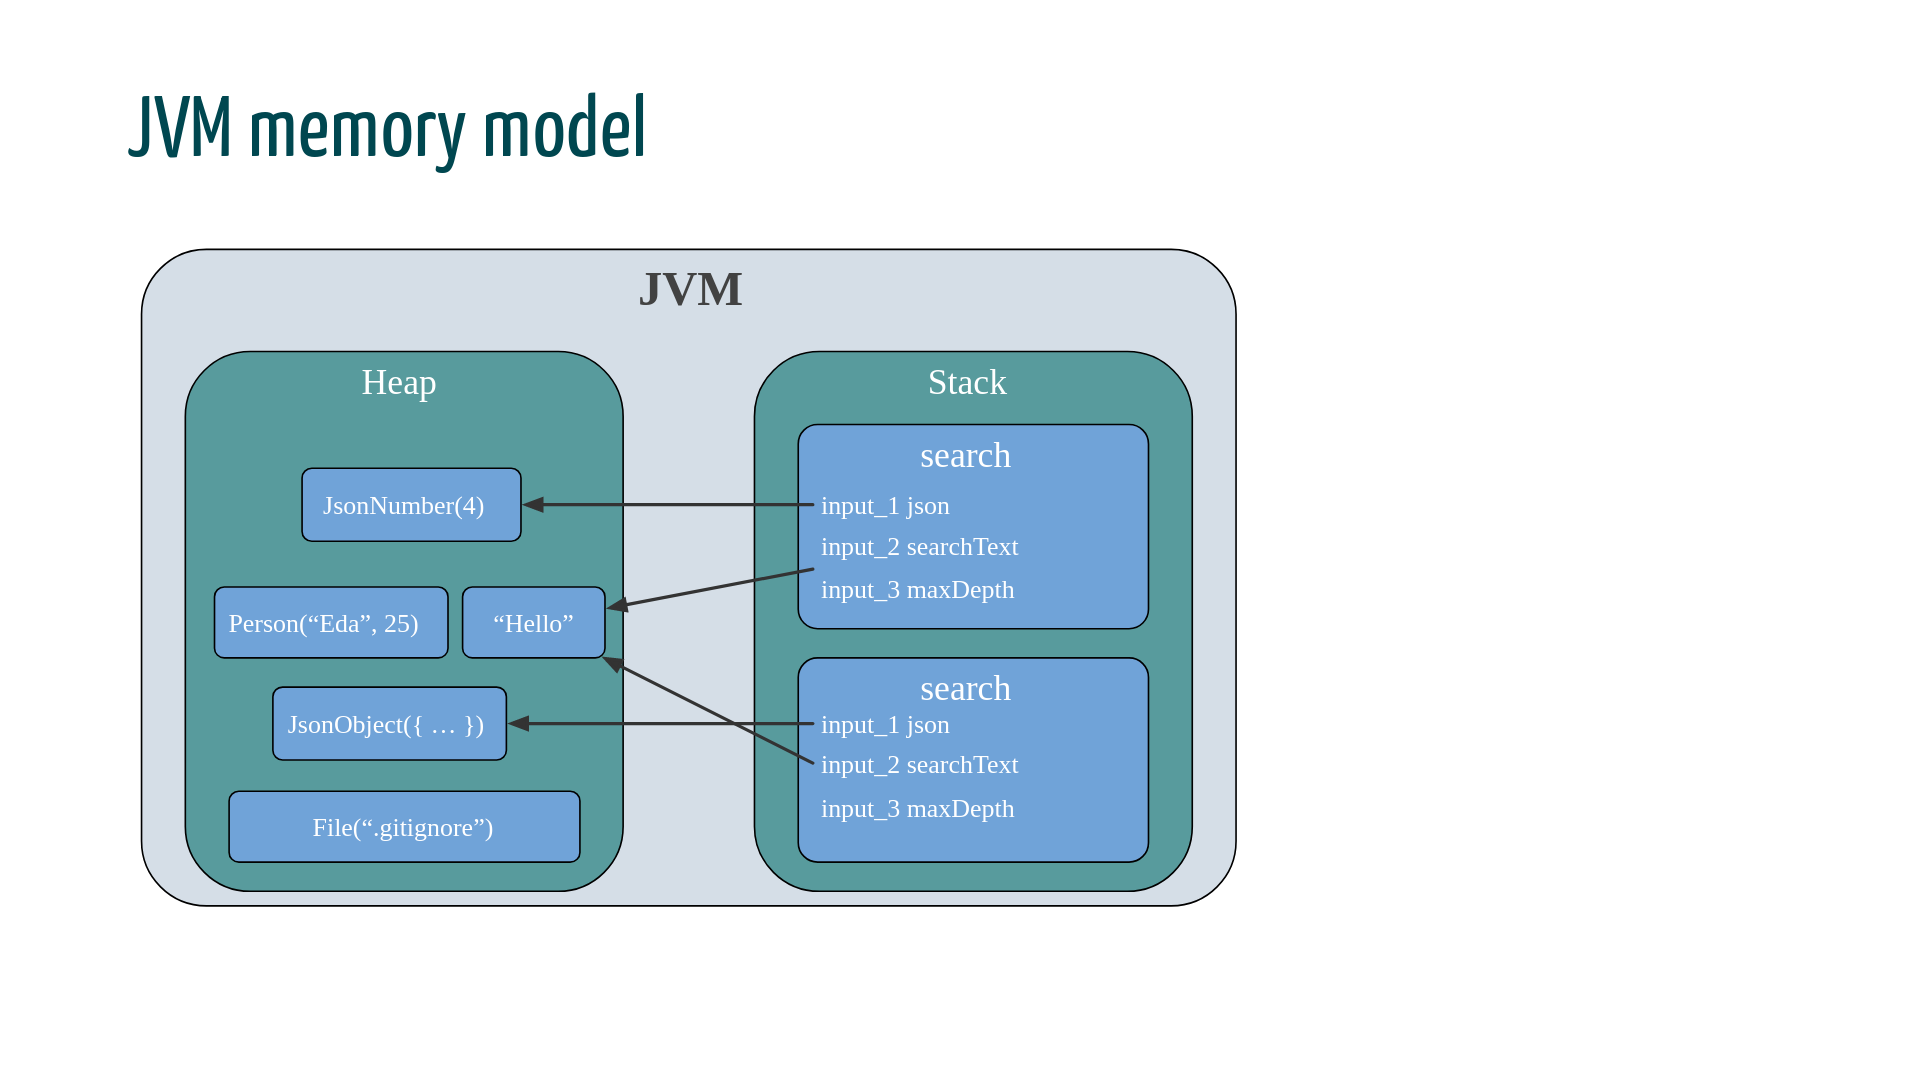 JVM memory model
JVM
Heap
JsonNumber(4)
Person(“Eda”, 25)
“Hello”
JsonObject({ … })
File(“.gitignore”)
Stack
search
input_1 json
input_2 searchText
input_3 maxDepth
search
input_1 json
input_2 searchText
input_3 maxDepth